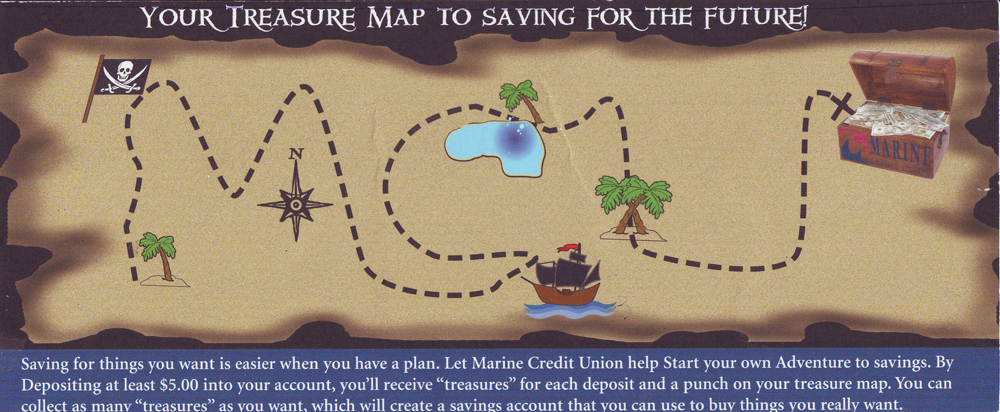 YOUR TREASURE MAP TO SAVING FOR THE FUTURE!
N
MARINE
Saving for things you want is easier when you have a plan. Let Marine Credit Union help Start your own Adventure to savings. By
Depositing at least $5.00 into your account, you'll receive “treasures” for each deposit and a punch on your treasure map. You can
collect as many “treasures” as you want, which will create a savings account that you can use to buy things you really want.